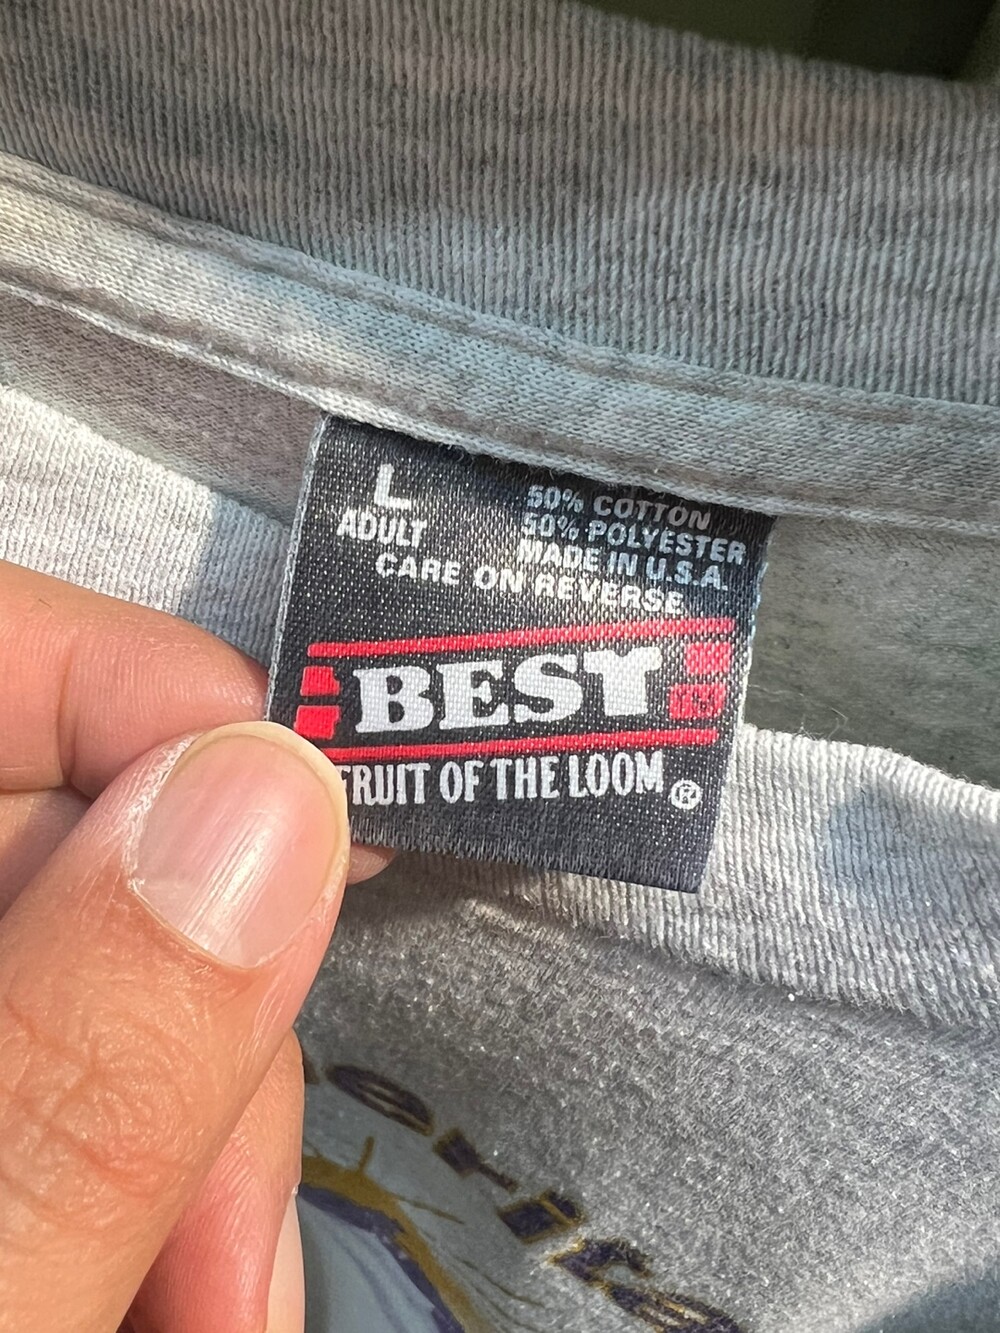 L
ADULT
50% COTTON
50% POLYESTER
MADE IN U.S.A.
CARE ON REVERSE
BEST
FRUIT OF THE LOOM ®